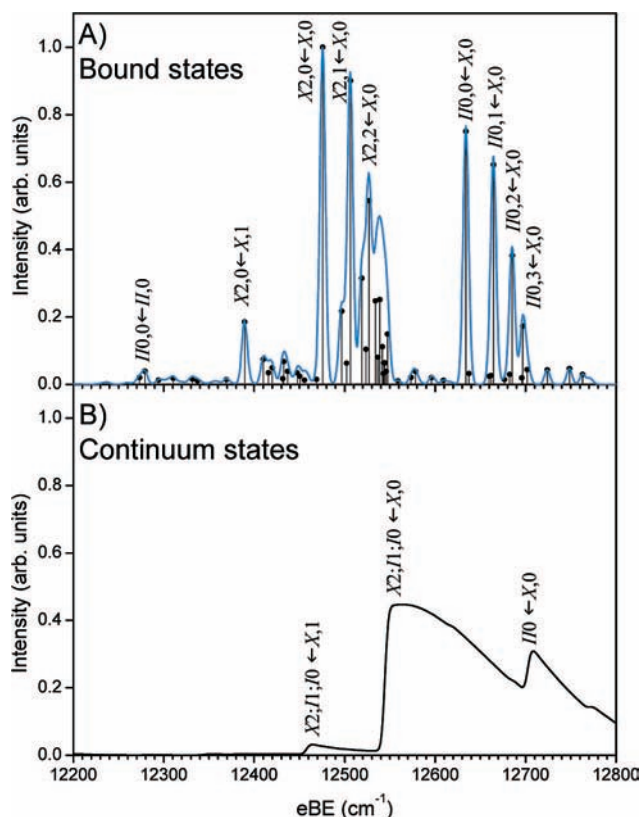 A)
Bound states
Intensity (arb. units)
1.0
0.8
0.6
0.4
0.2
0.0
II0,0←II,0
X2,0←X,1
X2,0←X,0
X2,1←X,0
X2,2←X,0
II0,0←X,0
II0,1←X,0
II0,2←X,0
II0,3←X,0
B)
Continuum states
Intensity (arb. units)
1.0
0.8
0.6
0.4
0.2
0.0
X2;I1;I0 ←X,1
X2;I1;I0 ←X,0
II0 ←X,0
12200 12300 12400 12500 12600 12700 12800
eBE (cm⁻¹)